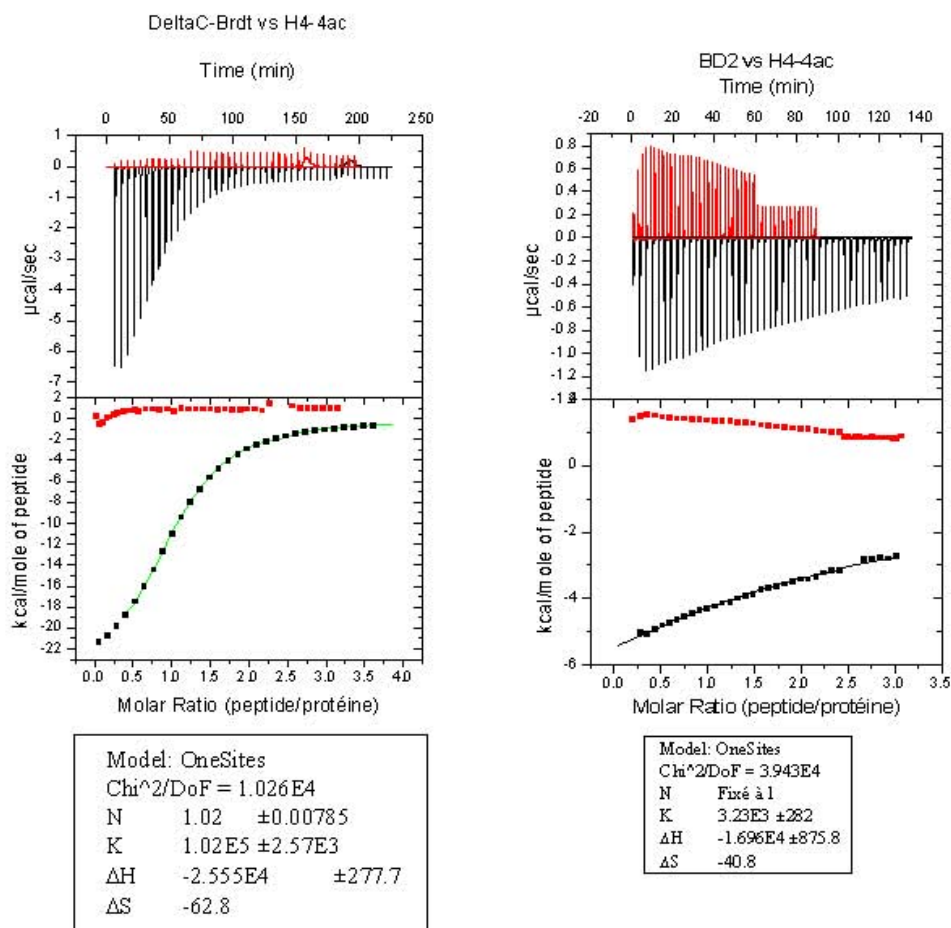 DeltaC-Brdt vs H4-4ac
Time (min)
0 50 100 150 200 250
1
0
-1
-2
-3
-4
-5
-6
-7
µcal/sec
2
0
-2
-4
-6
-8
-10
-12
-14
-16
-18
-20
-22
kcal/mole of peptide
0.0 0.5 1.0 1.5 2.0 2.5 3.0 3.5 4.0
Molar Ratio (peptide/protéine)
Model: OneSites
Chi^2/DoF = 1.026E4
N 1.02 ±0.00785
K 1.02E5 ±2.57E3
ΔH -2.555E4 ±277.7
ΔS -62.8
BD2 vs H4-4ac
Time (min)
-20 0 20 40 60 80 100 120 140
0.8
0.6
0.4
0.2
0.0
-0.2
-0.4
-0.6
-0.8
-1.0
-1.2
µcal/sec
0
-2
-4
-6
kcal/mole of peptide
0.0 0.5 1.0 1.5 2.0 2.5 3.0 3.5
Molar Ratio (peptide/protéine)
Model: OneSites
Chi^2/DoF = 3.943E4
N Fixé à 1
K 3.23E3 ±282
ΔH -1.696E4 ±875.8
ΔS -40.8